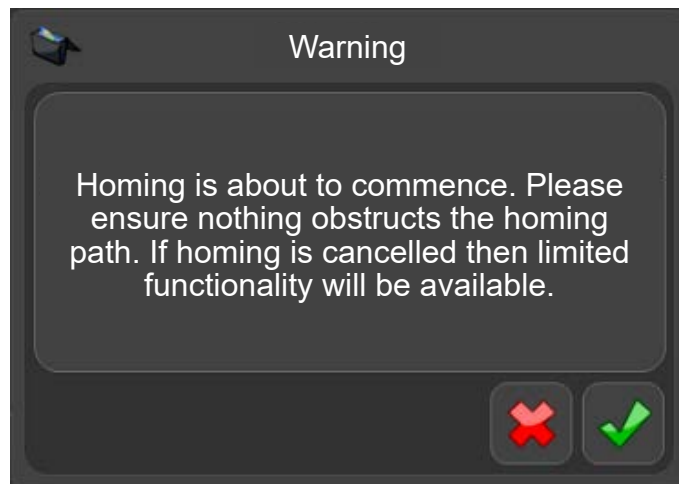 Warning
Homing is about to commence. Please
ensure nothing obstructs the homing
path. If homing is cancelled then limited
functionality will be available.